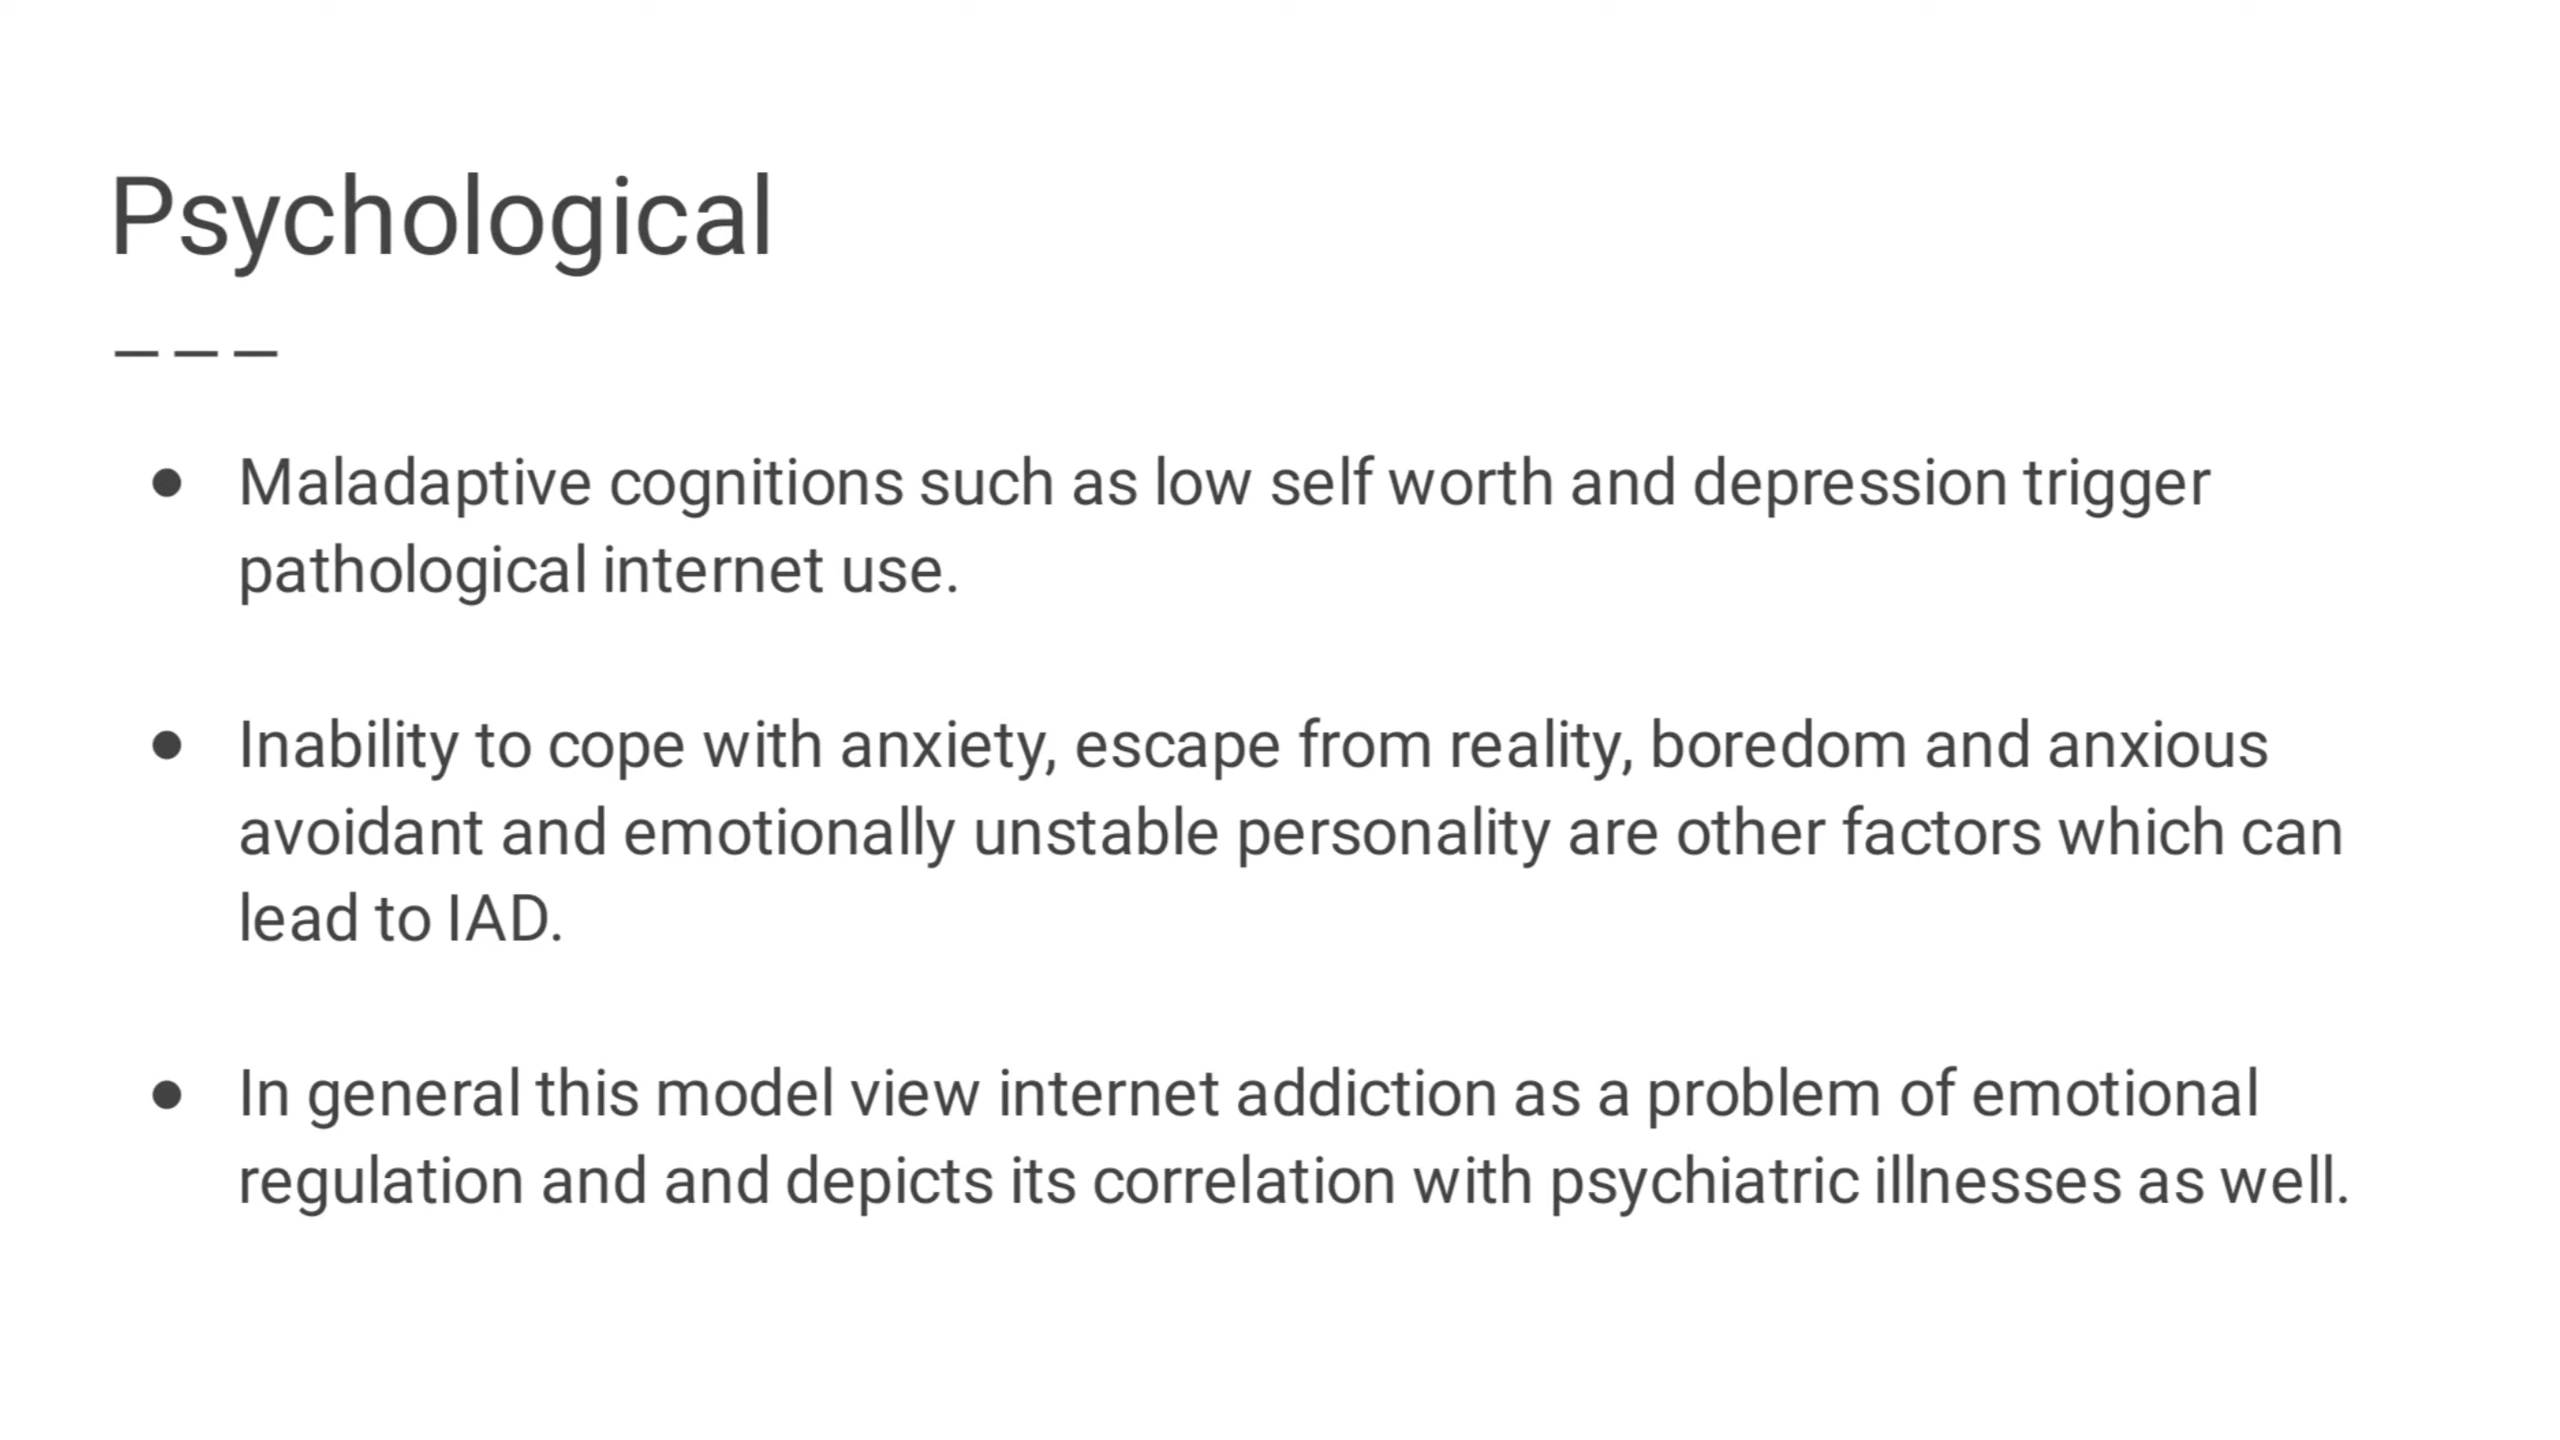 Psychological
● Maladaptive cognitions such as low self worth and depression trigger
pathological internet use.
● Inability to cope with anxiety, escape from reality, boredom and anxious
avoidant and emotionally unstable personality are other factors which can
lead to IAD.
● In general this model view internet addiction as a problem of emotional
regulation and and depicts its correlation with psychiatric illnesses as well.